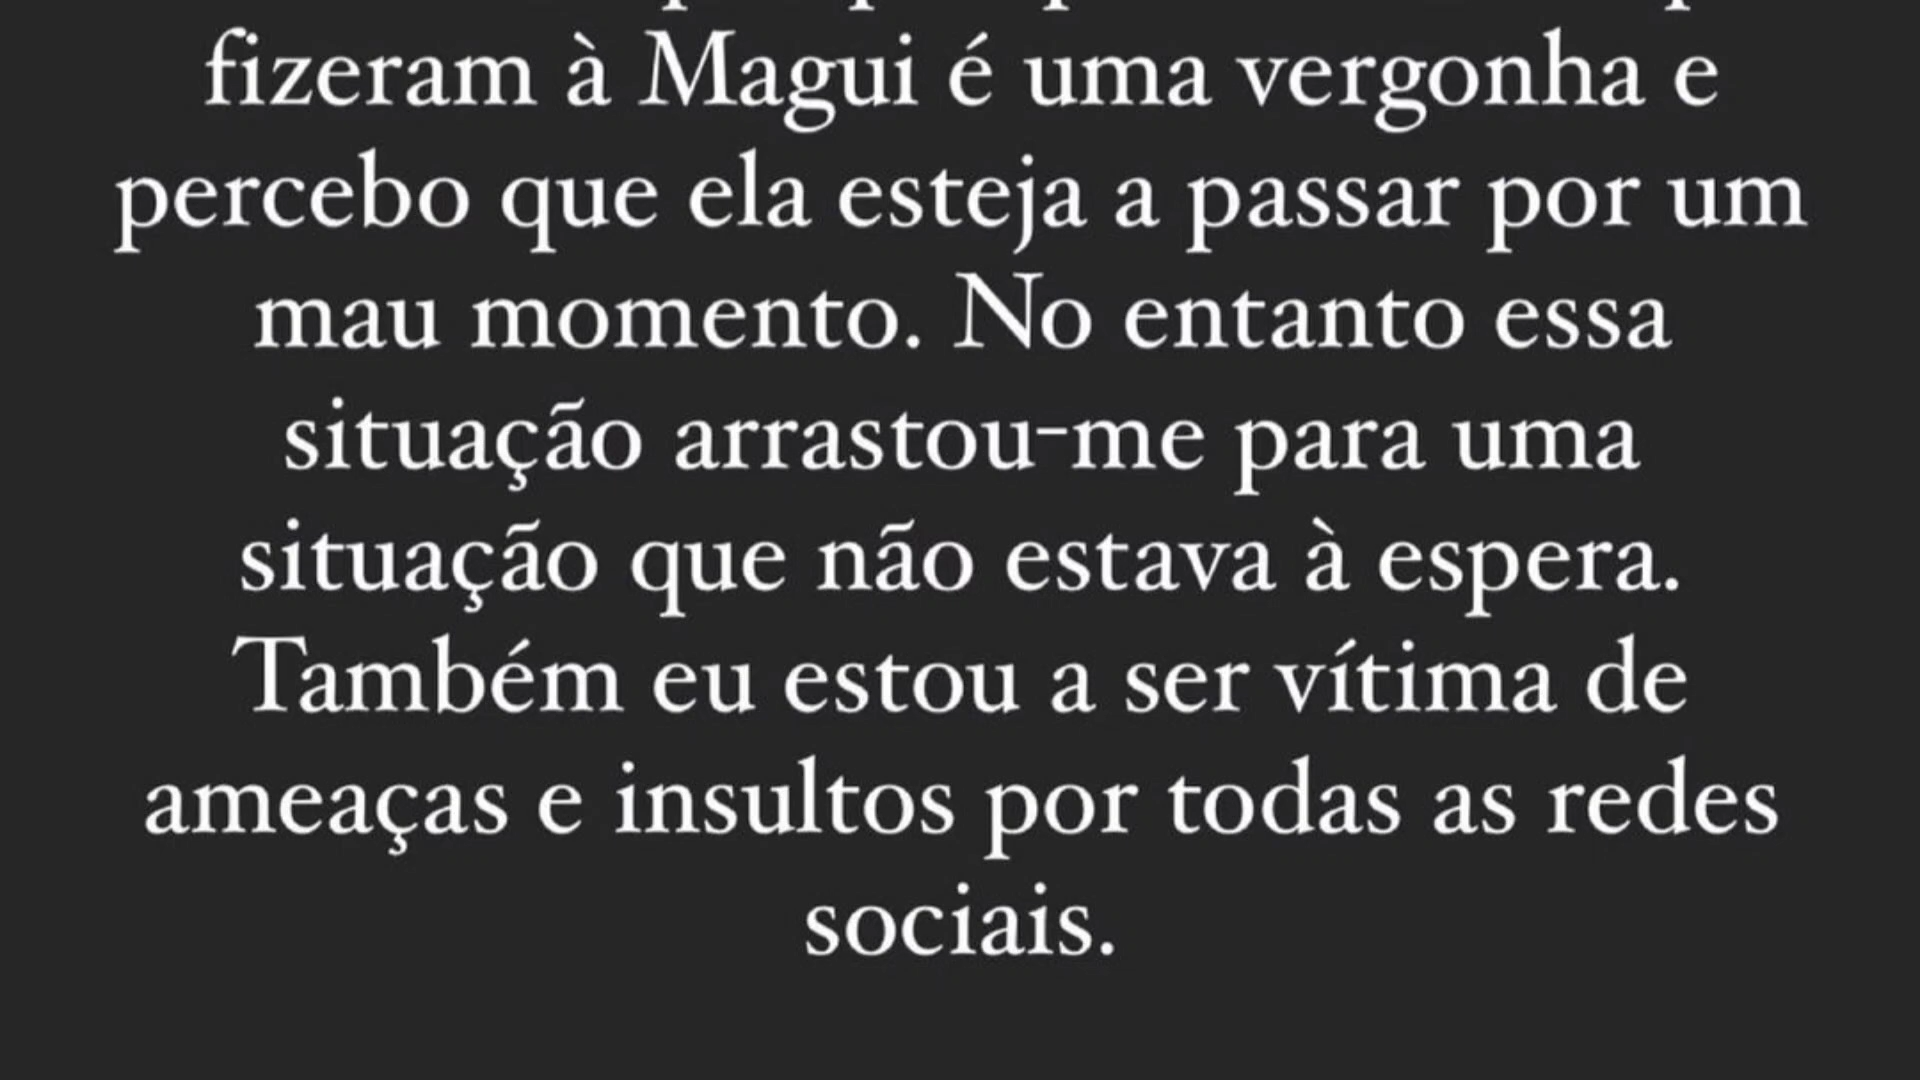 fizeram à Magui é uma vergonha e
percebo que ela esteja a passar por um
mau momento. No entanto essa
situação arrastou-me para uma
situação que não estava à espera.
Também eu estou a ser vítima de
ameaças e insultos por todas as redes
sociais.